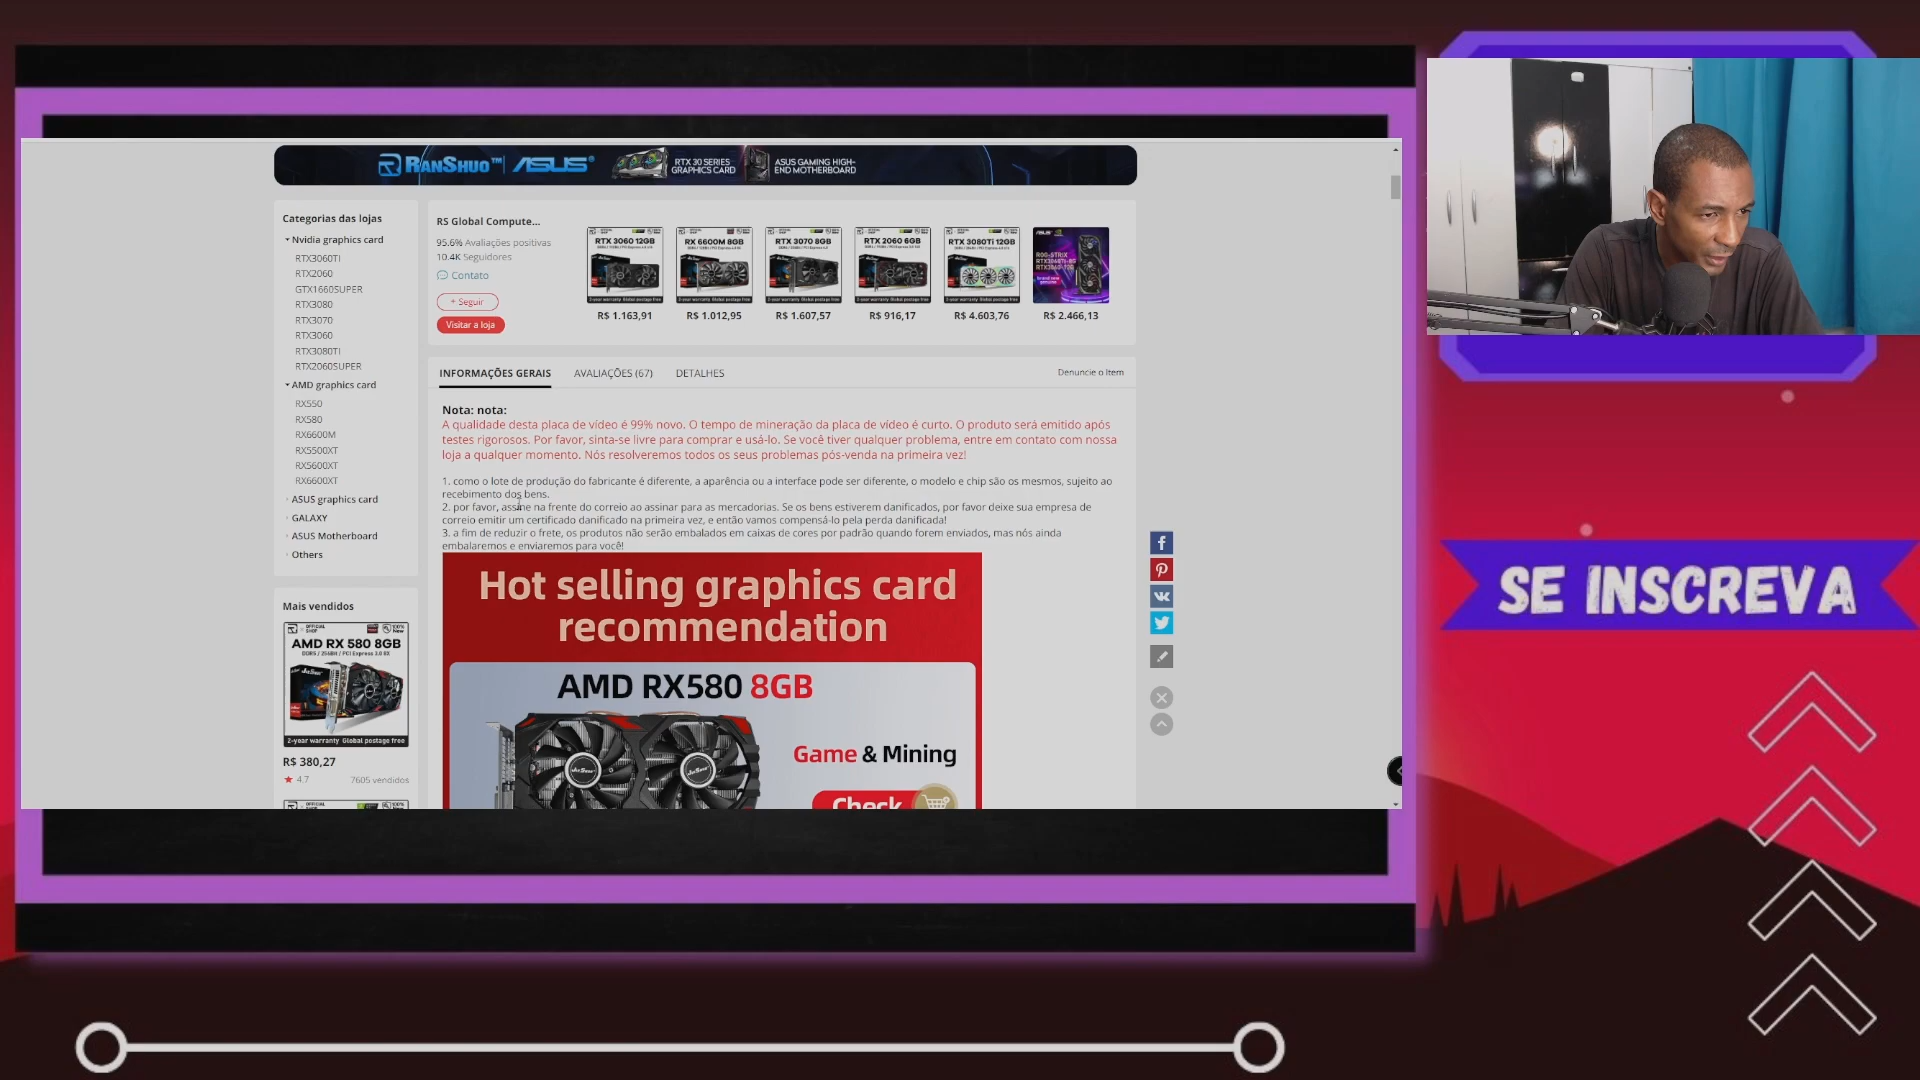 RANSHUO™ ASUS®
RTX 30 SERIES
GRAPHICS CARD
ASUS GAMING HIGH-
END MOTHERBOARD
Categorias das lojas
Nvidia graphics card
RTX3060TI
RTX2060
GTX1660SUPER
RTX3080
RTX3070
RTX3060
RTX3080TI
RTX2060SUPER
AMD graphics card
RX550
RX580
RX6600M
RX5500XT
RX5600XT
RX6600XT
ASUS graphics card
GALAXY
ASUS Motherboard
Others
RS Global Compute...
95.6% Avaliações positivas
10.4K Seguidores
Contato
+ Seguir
Visitar a loja
RTX 3060 12GB
RX 6600M 8GB
RTX 3070 8GB
RTX 2060 6GB
RTX 3080Ti 12GB
R$ 1.163,91
R$ 1.012,95
R$ 1.607,57
R$ 916,17
R$ 4.603,76
R$ 2.466,13
INFORMAÇÕES GERAIS
AVALIAÇÕES (67)
DETALHES
Denuncie o Item
Nota: nota:
A qualidade desta placa de vídeo é 99% novo. O tempo de mineração da placa de vídeo é curto. O produto será emitido após
testes rigorosos. Por favor, sinta-se livre para comprar e usá-lo. Se você tiver qualquer problema, entre em contato com nossa
loja a qualquer momento. Nós resolveremos todos os seus problemas pós-venda na primeira vez!
1. como o lote de produção do fabricante é diferente, a aparência ou a interface pode ser diferente, o modelo e chip são os mesmos, sujeito ao
recebimento dos bens.
2. por favor, assine na frente do correio ao assinar para as mercadorias. Se os bens estiverem danificados, por favor deixe sua empresa de
correio emitir um certificado danificado na primeira vez, e então vamos compensá-lo pela perda danificada!
3. a fim de reduzir o frete, os produtos não serão embalados em caixas de cores por padrão quando forem enviados, mas nós ainda
embalaremos e enviaremos para você!
Hot selling graphics card
recommendation
AMD RX580 8GB
Game & Mining
Check
Mais vendidos
AMD RX 580 8GB
2-year warranty Global postage free
R$ 380,27
4.7
7605 vendidos
SE INSCREVA